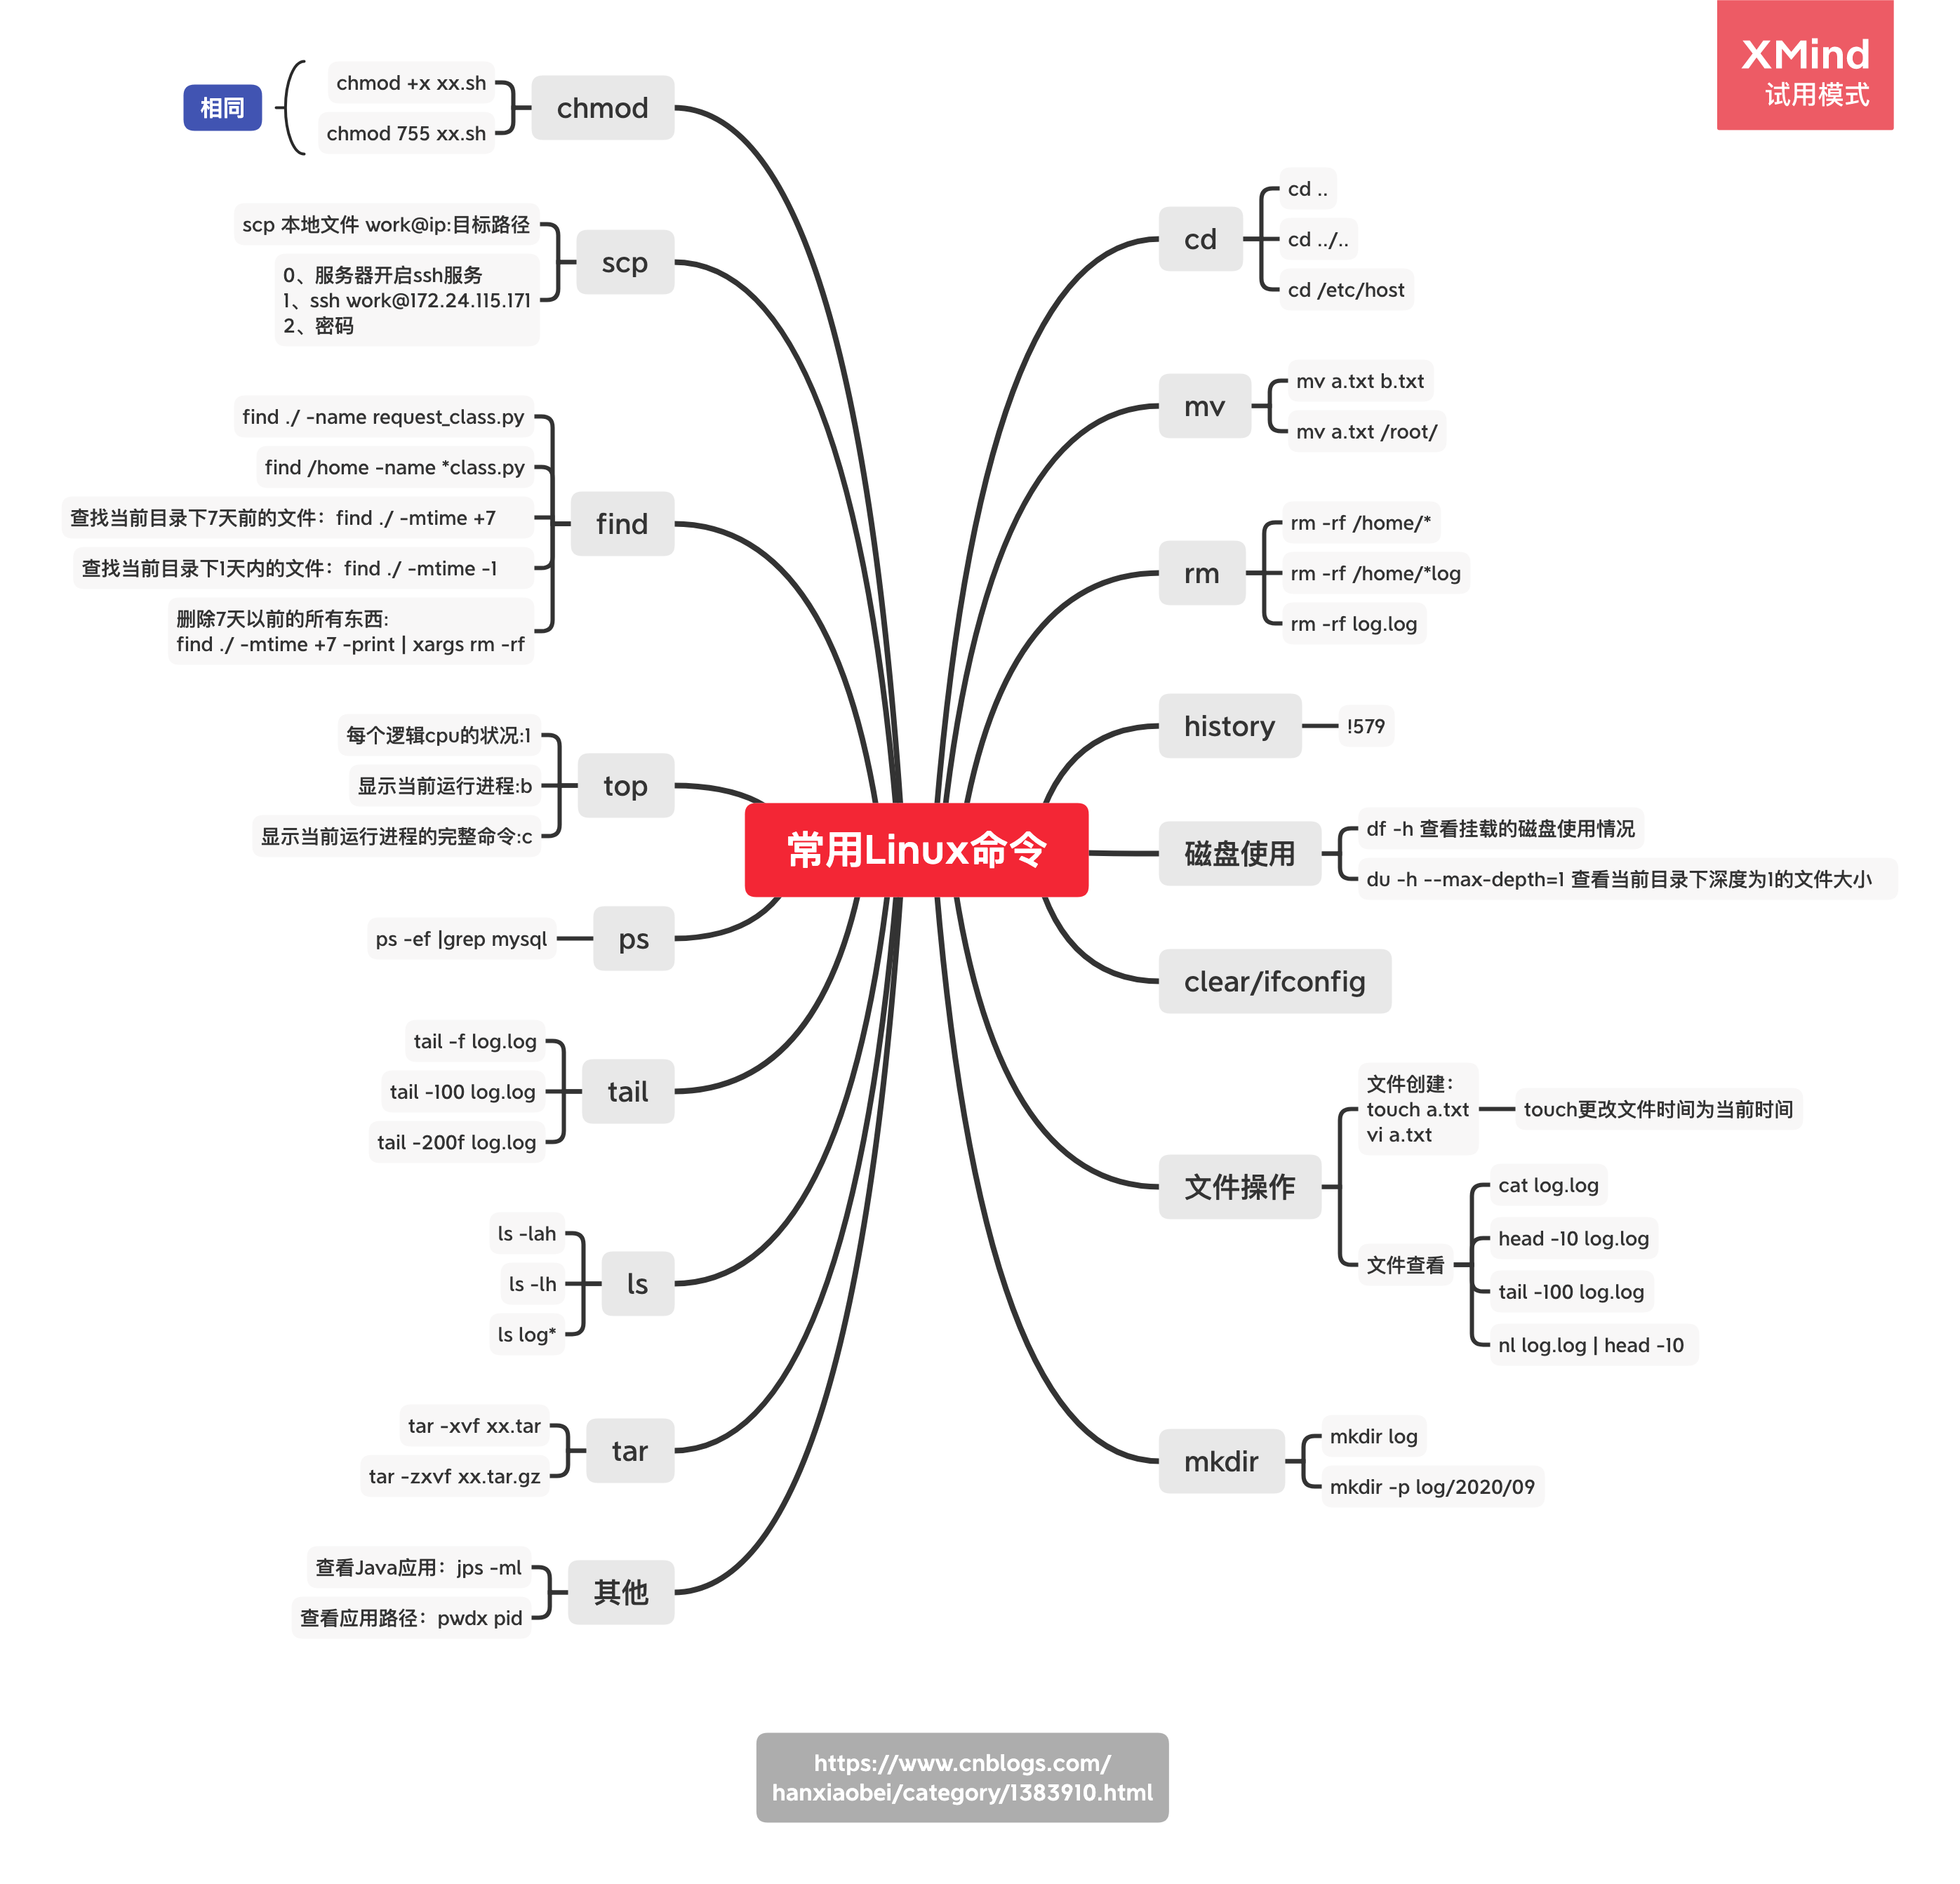 XMind
试用模式
常用Linux命令
cd
cd ..
cd ../..
cd /etc/host
mv
mv a.txt b.txt
mv a.txt /root/
rm
rm -rf /home/*
rm -rf /home/*log
rm -rf log.log
history
!579
磁盘使用
df -h 查看挂载的磁盘使用情况
du -h --max-depth=1 查看当前目录下深度为1的文件大小
clear/ifconfig
文件操作
文件创建：
touch a.txt
vi a.txt
touch更改文件时间为当前时间
文件查看
cat log.log
head -10 log.log
tail -100 log.log
nl log.log | head -10
mkdir
mkdir log
mkdir -p log/2020/09
chmod
chmod +x xx.sh
chmod 755 xx.sh
相同
scp
scp 本地文件 work@ip:目标路径
0、服务器开启ssh服务
1、ssh work@172.24.115.171
2、密码
find
find ./ -name request_class.py
find /home -name *class.py
查找当前目录下7天前的文件：find ./ -mtime +7
查找当前目录下1天内的文件：find ./ -mtime -1
删除7天以前的所有东西:
find ./ -mtime +7 -print | xargs rm -rf
top
每个逻辑cpu的状况:1
显示当前运行进程:b
显示当前运行进程的完整命令:c
ps
ps -ef |grep mysql
tail
tail -f log.log
tail -100 log.log
tail -200f log.log
ls
ls -lah
ls -lh
ls log*
tar
tar -xvf xx.tar
tar -zxvf xx.tar.gz
其他
查看Java应用：jps -ml
查看应用路径：pwdx pid
https://www.cnblogs.com/
hanxiaobei/category/1383910.html